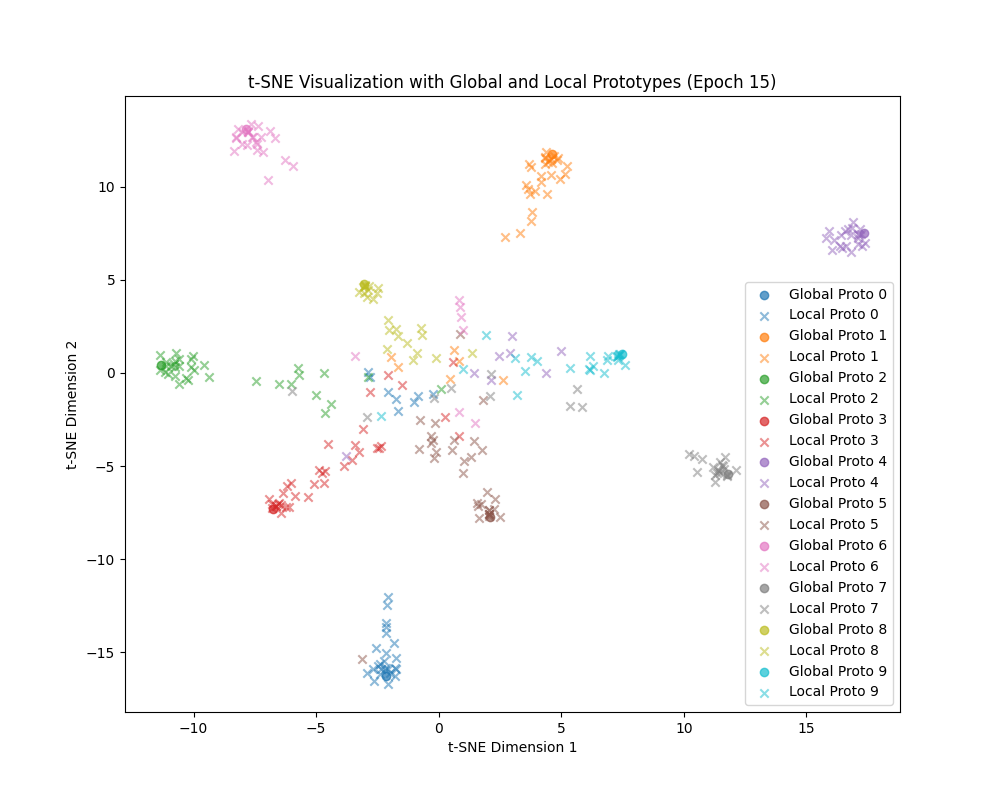 t-SNE Visualization with Global and Local Prototypes (Epoch 15)
t-SNE Dimension 2
10
5
0
−5
−10
−15
Global Proto 0
Local Proto 0
Global Proto 1
Local Proto 1
Global Proto 2
Local Proto 2
Global Proto 3
Local Proto 3
Global Proto 4
Local Proto 4
Global Proto 5
Local Proto 5
Global Proto 6
Local Proto 6
Global Proto 7
Local Proto 7
Global Proto 8
Local Proto 8
Global Proto 9
Local Proto 9
−10 −5 0 5 10 15
t-SNE Dimension 1